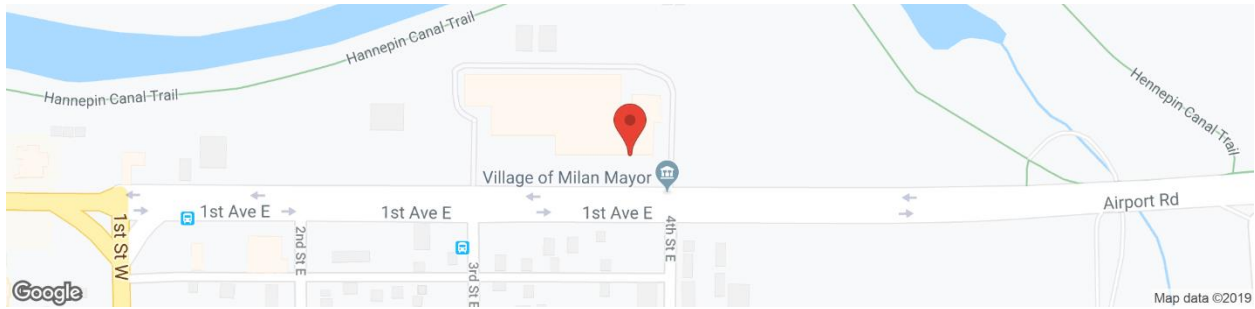 Hannepin Canal Trail
Hannepin Canal Trail
Hennepin Canal Trail
Village of Milan Mayor
1st Ave E
1st Ave E
1st Ave E
Airport Rd
1st St W
2nd St E
3rd St E
4th St E
Google
Map data ©2019